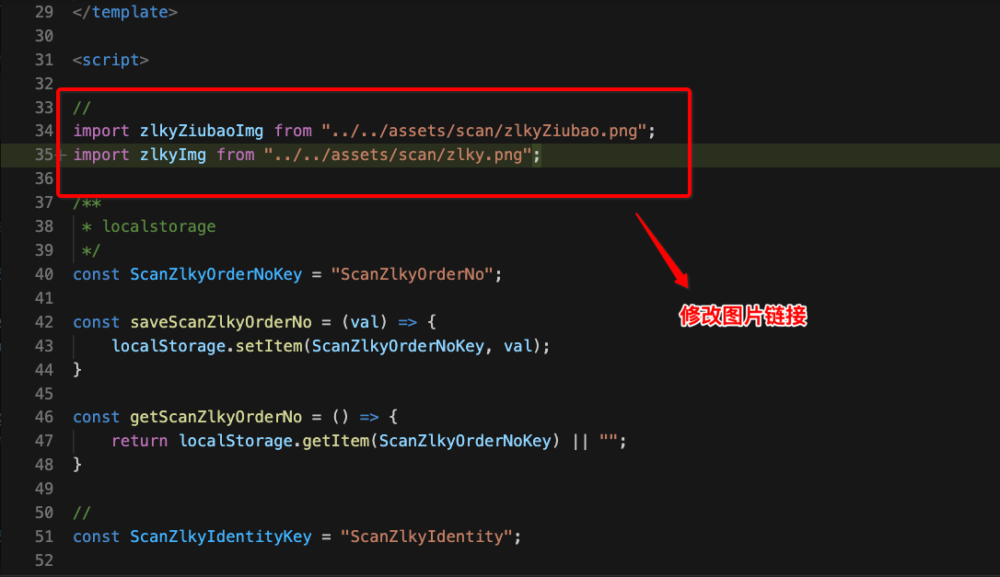 29 </template>
30
31 <script>
32
33 //
34 import zlkyZiubaoImg from "../../assets/scan/zlkyZiubao.png";
35 import zlkyImg from "../../assets/scan/zlky.png";
36
37 /**
38 * localstorage
39 */
40 const ScanZlkyOrderNoKey = "ScanZlkyOrderNo";
41
42 const saveScanZlkyOrderNo = (val) => {
修改图片链接
43 localStorage.setItem(ScanZlkyOrderNoKey, val);
44 }
45
46 const getScanZlkyOrderNo = () => {
47 return localStorage.getItem(ScanZlkyOrderNoKey) || "";
48 }
49
50 //
51 const ScanZlkyIdentityKey = "ScanZlkyIdentity";
52